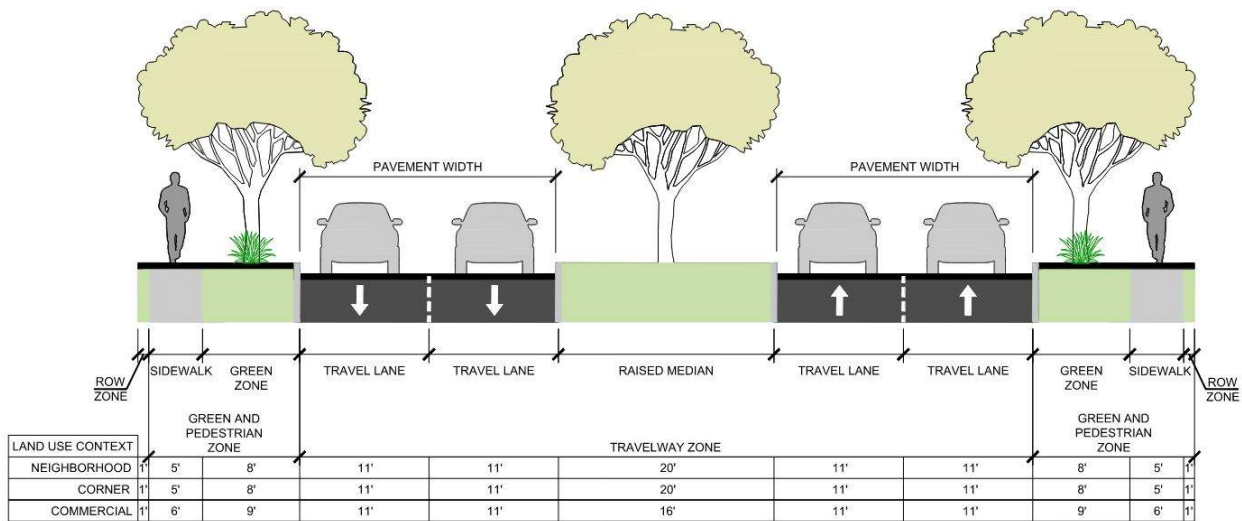 PAVEMENT WIDTH
PAVEMENT WIDTH
ROW
ZONE
SIDEWALK
GREEN
ZONE
TRAVEL LANE
TRAVEL LANE
RAISED MEDIAN
TRAVEL LANE
TRAVEL LANE
GREEN
ZONE
SIDEWALK
ROW
ZONE
GREEN AND
PEDESTRIAN
ZONE
TRAVELWAY ZONE
GREEN AND
PEDESTRIAN
ZONE
LAND USE CONTEXT
NEIGHBORHOOD 1' 5' 8' 11' 11' 20' 11' 11' 8' 5' 1'
CORNER 1' 5' 8' 11' 11' 20' 11' 11' 8' 5' 1'
COMMERCIAL 1' 6' 9' 11' 11' 16' 11' 11' 9' 6' 1'